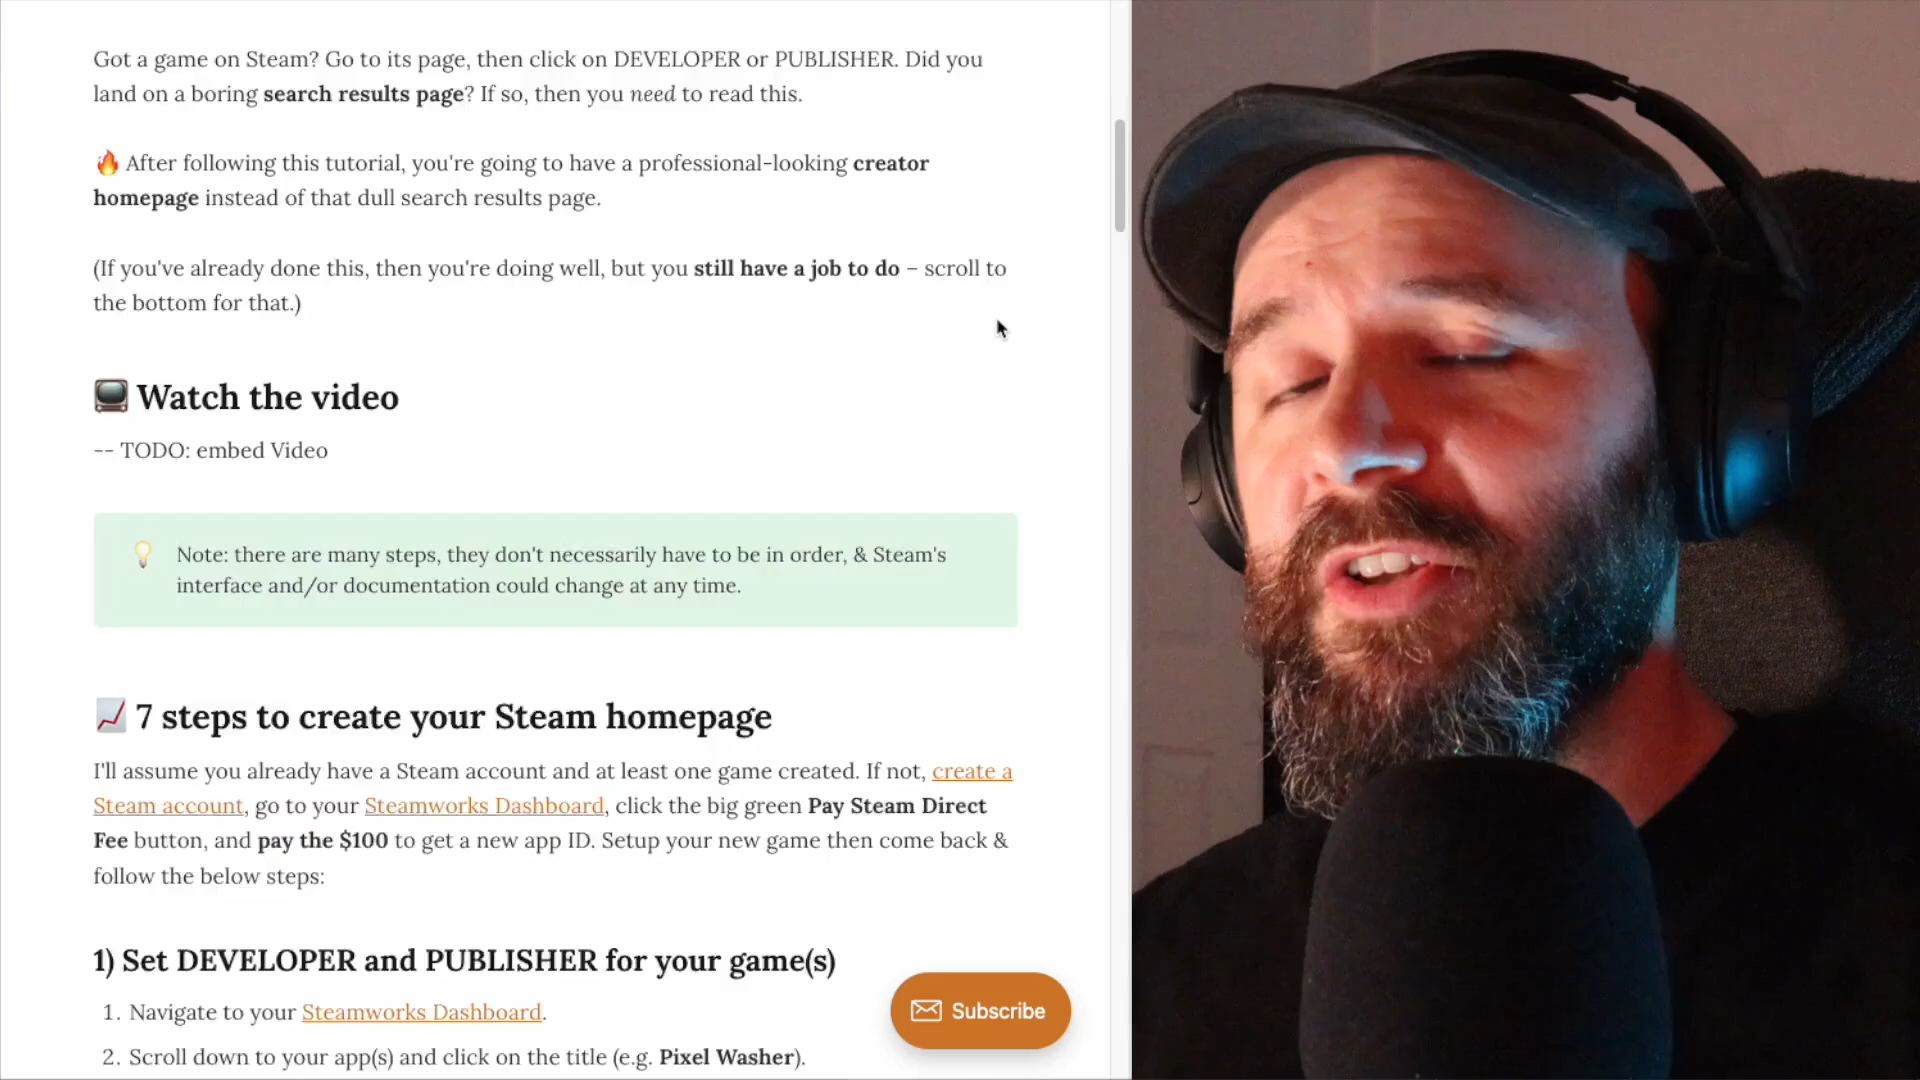 Got a game on Steam? Go to its page, then click on DEVELOPER or PUBLISHER. Did you
land on a boring search results page? If so, then you need to read this.
🔥 After following this tutorial, you're going to have a professional-looking creator
homepage instead of that dull search results page.
(If you've already done this, then you're doing well, but you still have a job to do – scroll to
the bottom for that.)
📺 Watch the video
-- TODO: embed Video
💡 Note: there are many steps, they don't necessarily have to be in order, & Steam's
interface and/or documentation could change at any time.
📈 7 steps to create your Steam homepage
I'll assume you already have a Steam account and at least one game created. If not, create a
Steam account, go to your Steamworks Dashboard, click the big green Pay Steam Direct
Fee button, and pay the $100 to get a new app ID. Setup your new game then come back &
follow the below steps:
1) Set DEVELOPER and PUBLISHER for your game(s)
1. Navigate to your Steamworks Dashboard.
2. Scroll down to your app(s) and click on the title (e.g. Pixel Washer).
Subscribe